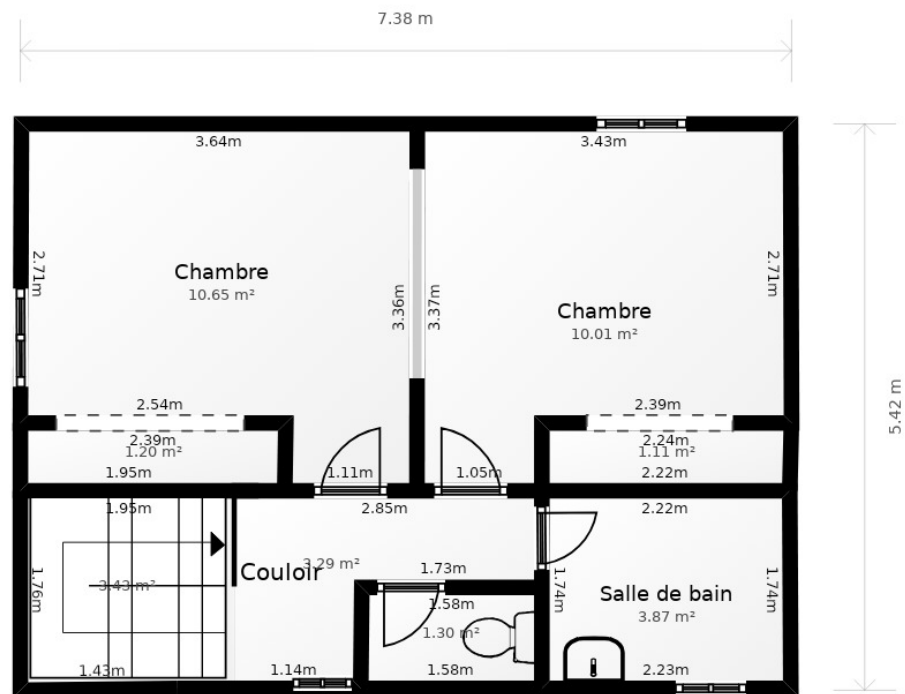 7.38 m
3.64m
3.43m
2.71m
2.71m
Chambre
10.65 m²
3.36m
3.37m
Chambre
10.01 m²
5.42 m
2.54m
2.39m
2.39m
1.20 m²
2.24m
1.11 m²
1.95m
1.11m
1.05m
2.22m
1.95m
2.85m
2.22m
3.29 m²
Couloir
1.73m
1.76m
3.43 m²
1.74m
1.74m
Salle de bain
3.87 m²
1.58m
1.30 m²
1.43m
1.14m
1.58m
2.23m